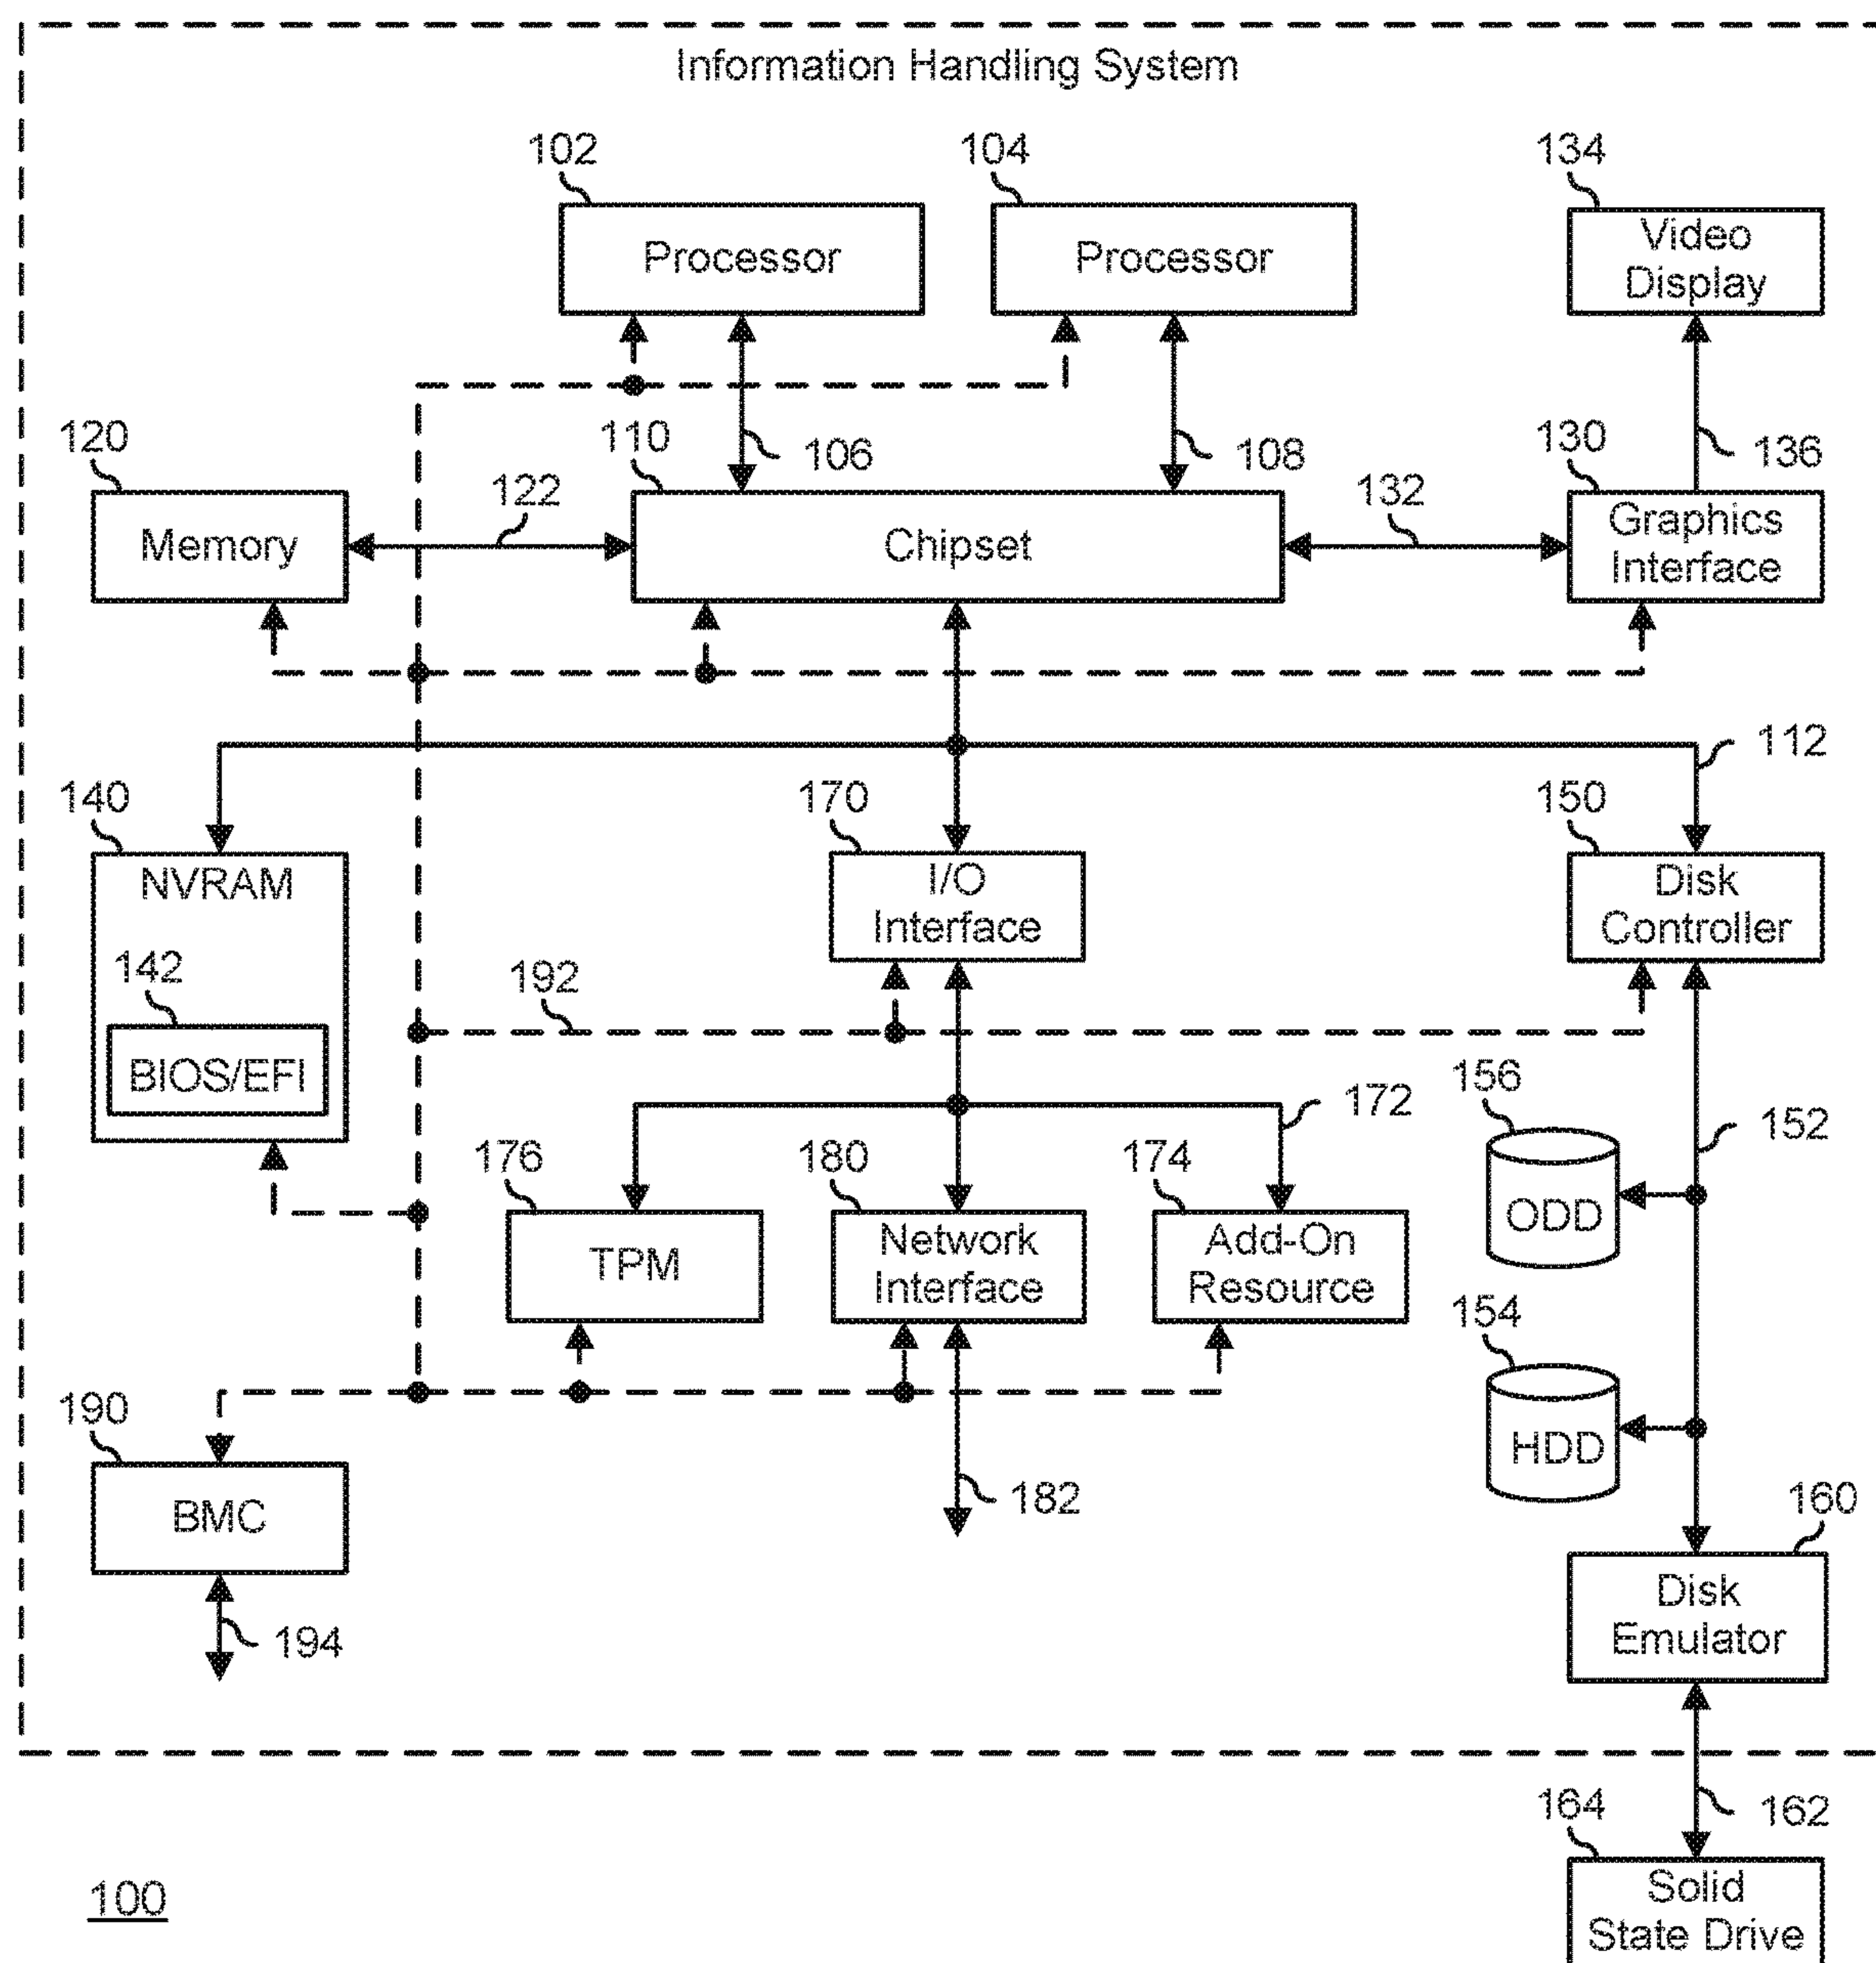 Information Handling System
102
104
134
Processor
Processor
Video
Display
120
110
106
108
130
136
122
132
Memory
Chipset
Graphics
Interface
112
140
170
150
NVRAM
I/O
Interface
Disk
Controller
142
192
BIOS/EFI
156
172
152
176
180
174
ODD
TPM
Network
Interface
Add-On
Resource
154
190
HDD
182
160
BMC
Disk
Emulator
194
164
162
100
Solid
State Drive